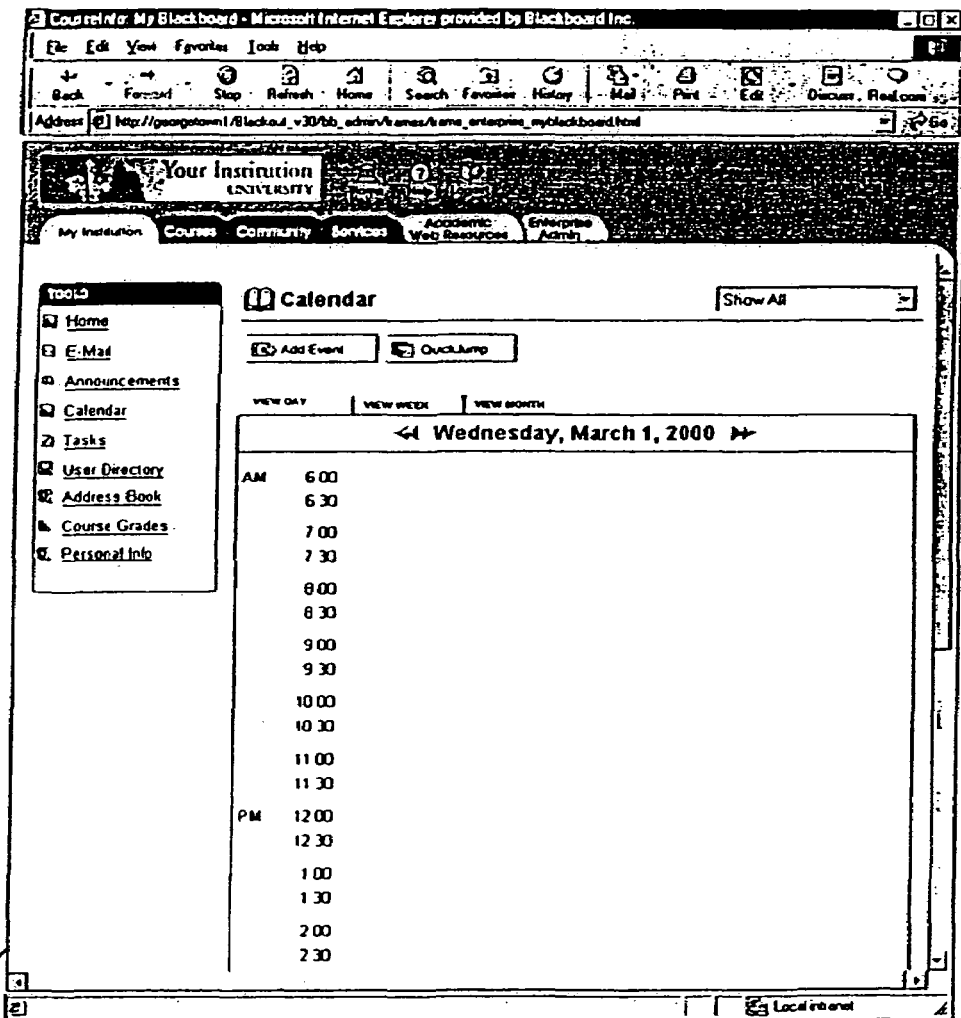 CourseInfo: My Blackboard - Microsoft Internet Explorer provided by Blackboard Inc.
File Edit View Favorites Tools Help
Back Forward Stop Refresh Home Search Favorites History Mail Print Edit Discuss Real.com
Address http://georgetown1/Blackout_v30/bb_admin/frames/frame_enterprise_myblackboard.html Go
Your Institution
UNIVERSITY
My Institution Courses Community Services Academic Web Resources Enterprise Admin
TOOLS
Home
E-Mail
Announcements
Calendar
Tasks
User Directory
Address Book
Course Grades
Personal Info
Calendar Show All
Add Event QuickJump
VIEW DAY VIEW WEEK VIEW MONTH
Wednesday, March 1, 2000
AM 6:00
6:30
7:00
7:30
8:00
8:30
9:00
9:30
10:00
10:30
11:00
11:30
PM 12:00
12:30
1:00
1:30
2:00
2:30
Local intranet